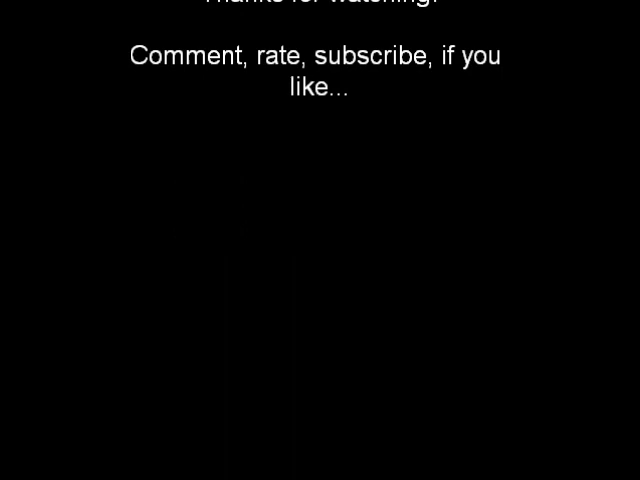 Thanks for watching!
Comment, rate, subscribe, if you
like...